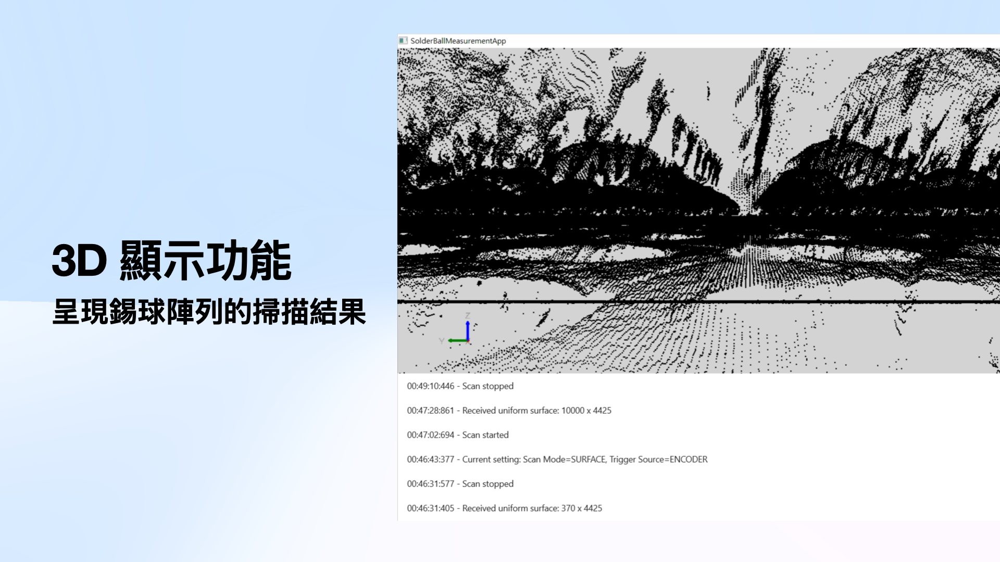 3D 顯示功能
呈現錫球陣列的掃描結果
SolderBallMeasurementApp
Z
Y
00:49:10:446 - Scan stopped
00:47:28:861 - Received uniform surface: 10000 x 4425
00:47:02:694 - Scan started
00:46:43:377 - Current setting: Scan Mode=SURFACE, Trigger Source=ENCODER
00:46:31:577 - Scan stopped
00:46:31:405 - Received uniform surface: 370 x 4425